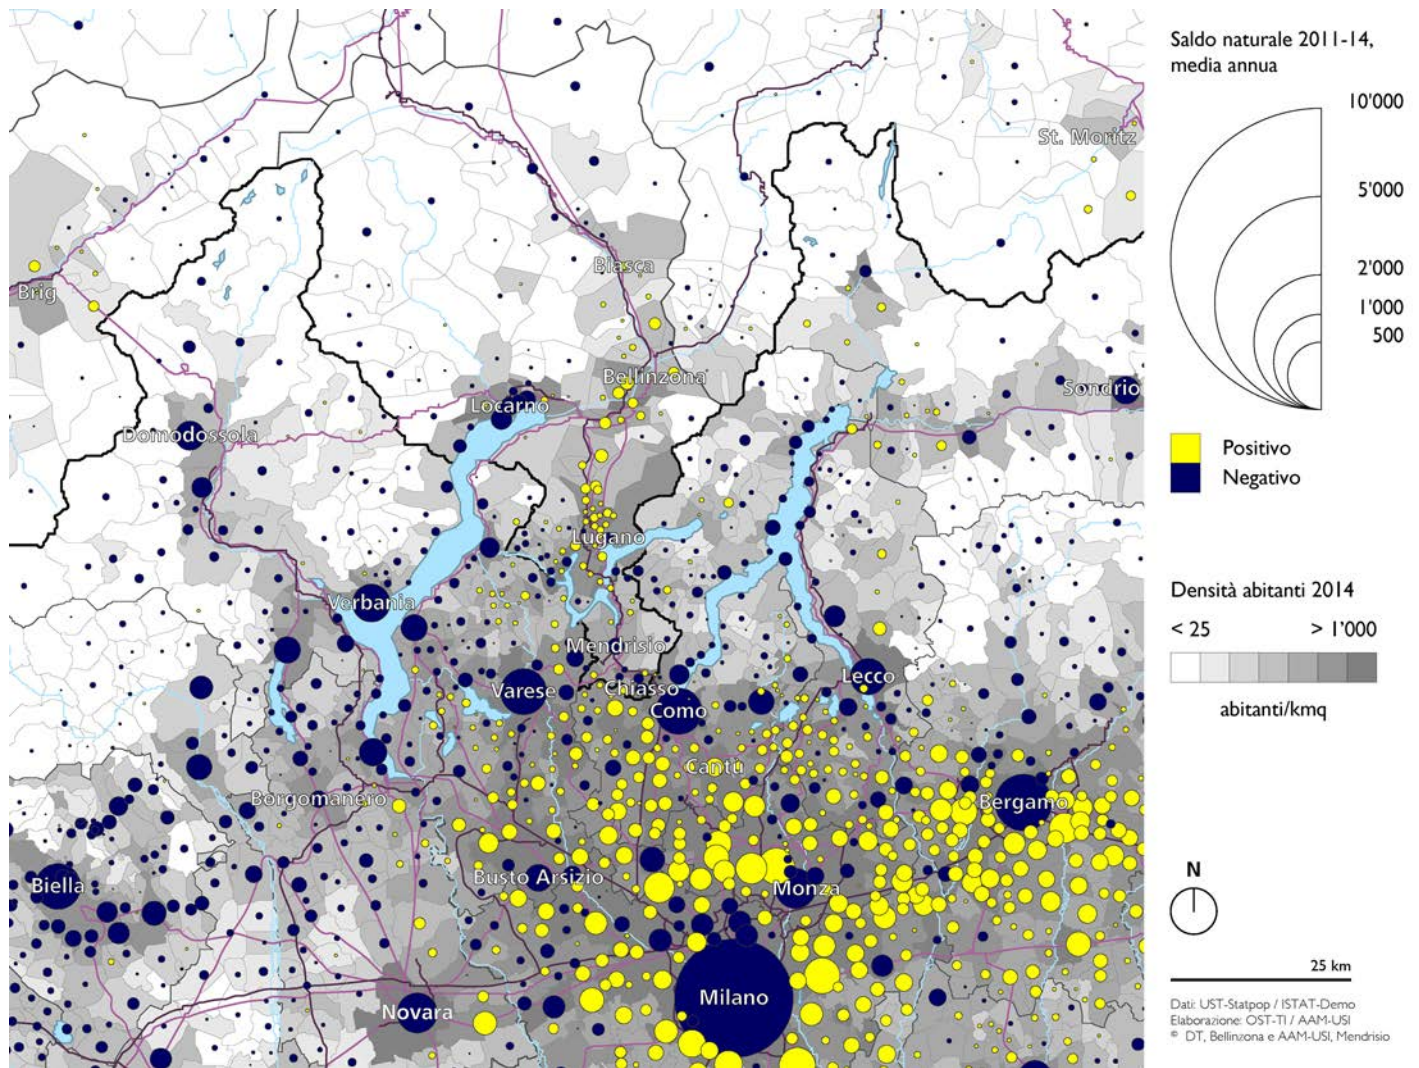 Saldo naturale 2011-14,
media annua
10'000
5'000
2'000
1'000
500
Positivo
Negativo
Densità abitanti 2014
< 25 > 1'000
abitanti/kmq
N
25 km
Dati: UST-Statpop / ISTAT-Demo
Elaborazione: OST-TI / AAM-USI
© DT, Bellinzona e AAM-USI, Mendrisio
St. Moritz
Biasca
Brig
Bellinzona
Sondrio
Locarno
Domodossola
Lugano
Verbania
Mendrisio
Lecco
Varese
Chiasso
Como
Cantù
Borgomanero
Bergamo
Busto Arsizio
Biella
Monza
Milano
Novara